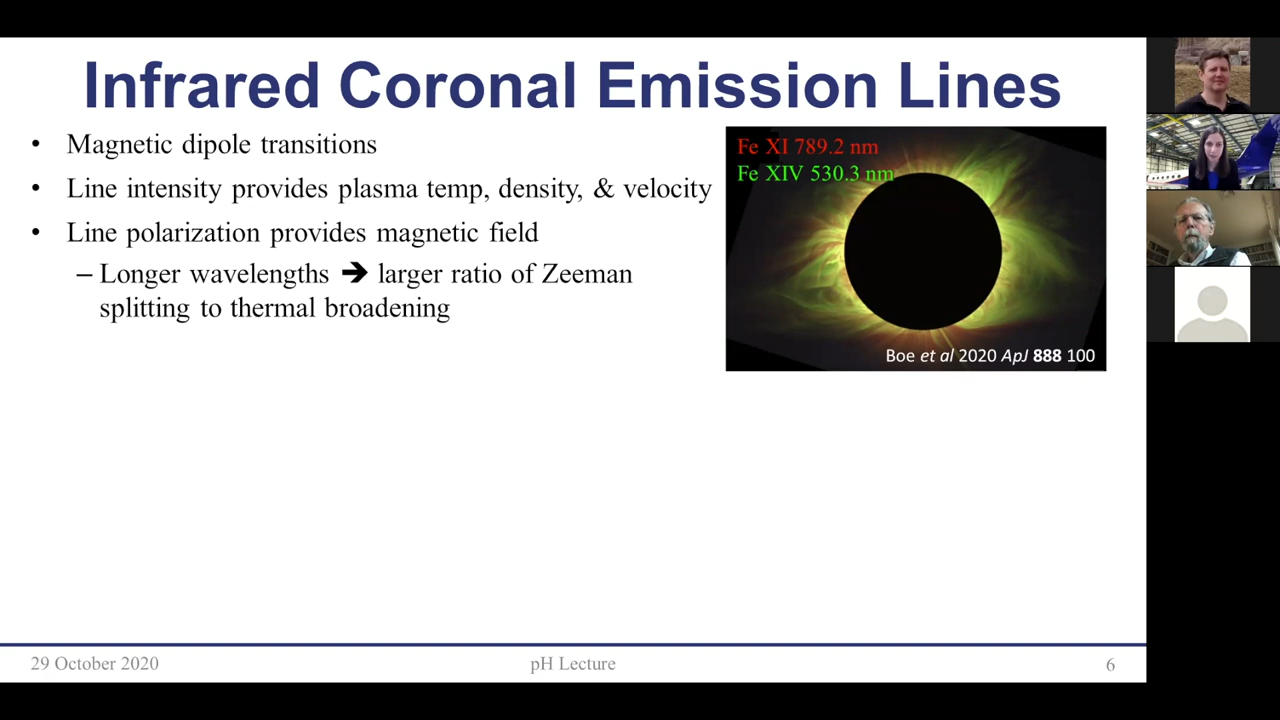 Infrared Coronal Emission Lines
• Magnetic dipole transitions
• Line intensity provides plasma temp, density, & velocity
• Line polarization provides magnetic field
– Longer wavelengths ➔ larger ratio of Zeeman
splitting to thermal broadening
Fe XI 789.2 nm
Fe XIV 530.3 nm
Boe et al 2020 ApJ 888 100
29 October 2020
pH Lecture
6